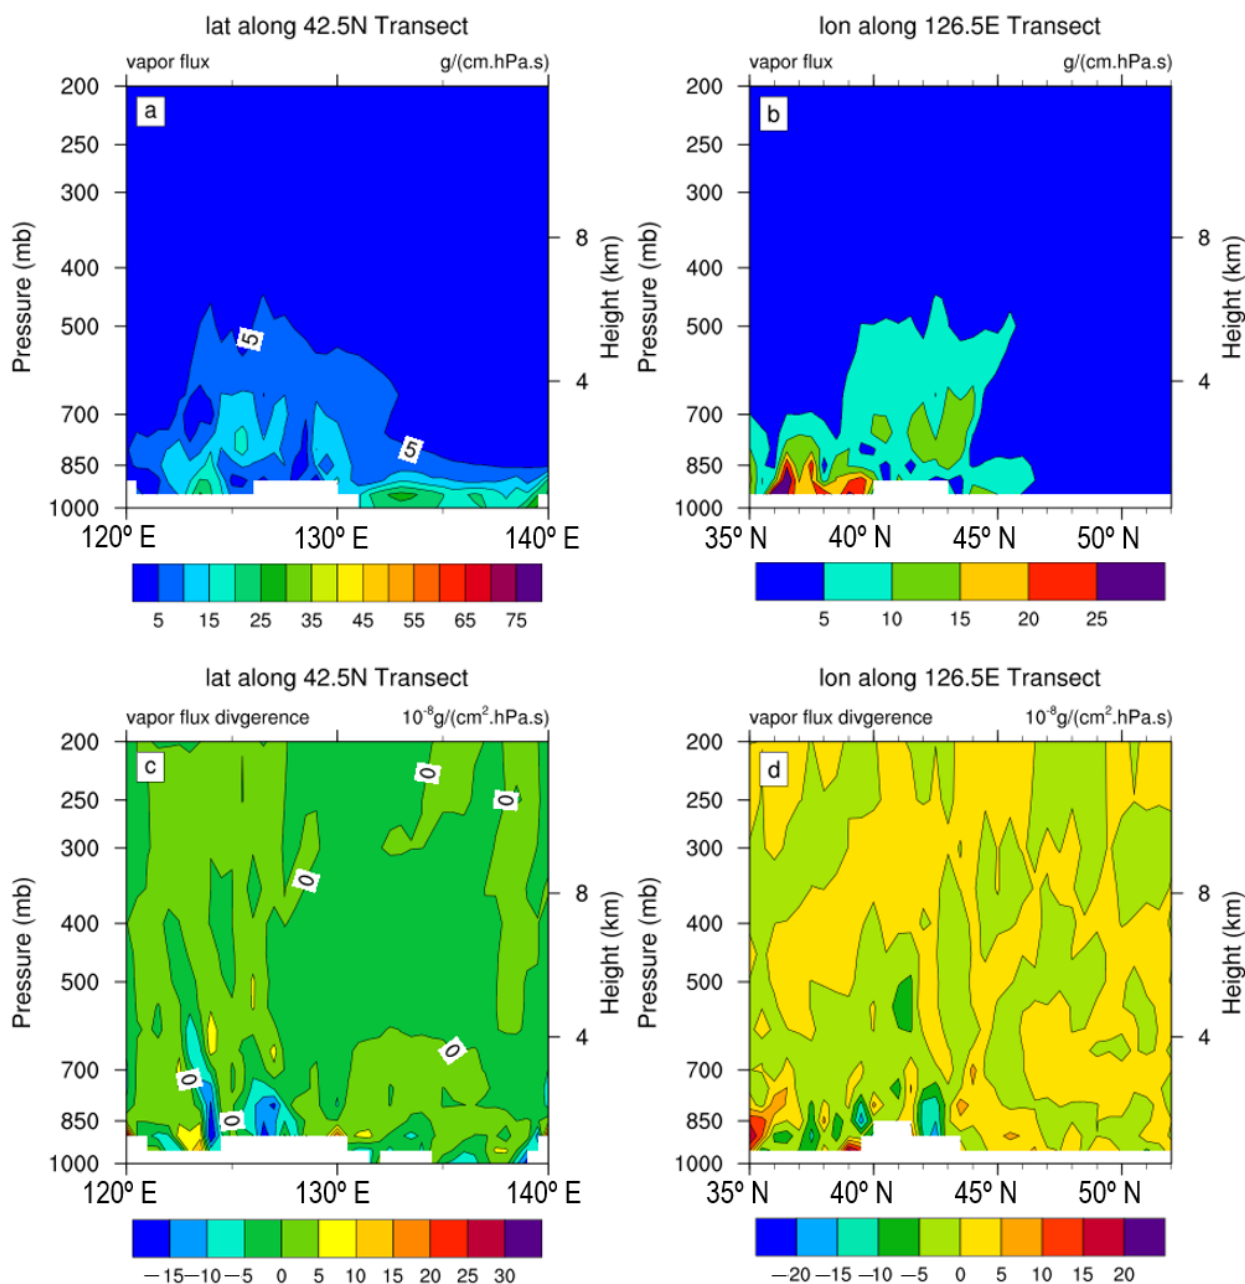 lat along 42.5N Transect
vapor flux g/(cm.hPa.s)
a
200
250
300
400
500
700
850
1000
Pressure (mb)
8
4
Height (km)
5
5
120° E 130° E 140° E
5 15 25 35 45 55 65 75
lon along 126.5E Transect
vapor flux g/(cm.hPa.s)
b
200
250
300
400
500
700
850
1000
Pressure (mb)
8
4
Height (km)
35° N 40° N 45° N 50° N
5 10 15 20 25
lat along 42.5N Transect
vapor flux divgerence 10⁻⁸g/(cm².hPa.s)
c
200
250
300
400
500
700
850
1000
Pressure (mb)
8
4
Height (km)
0
0
0
0
0
0
120° E 130° E 140° E
−15 −10 −5 0 5 10 15 20 25 30
lon along 126.5E Transect
vapor flux divgerence 10⁻⁸g/(cm².hPa.s)
d
200
250
300
400
500
700
850
1000
Pressure (mb)
8
4
Height (km)
35° N 40° N 45° N 50° N
−20 −15 −10 −5 0 5 10 15 20